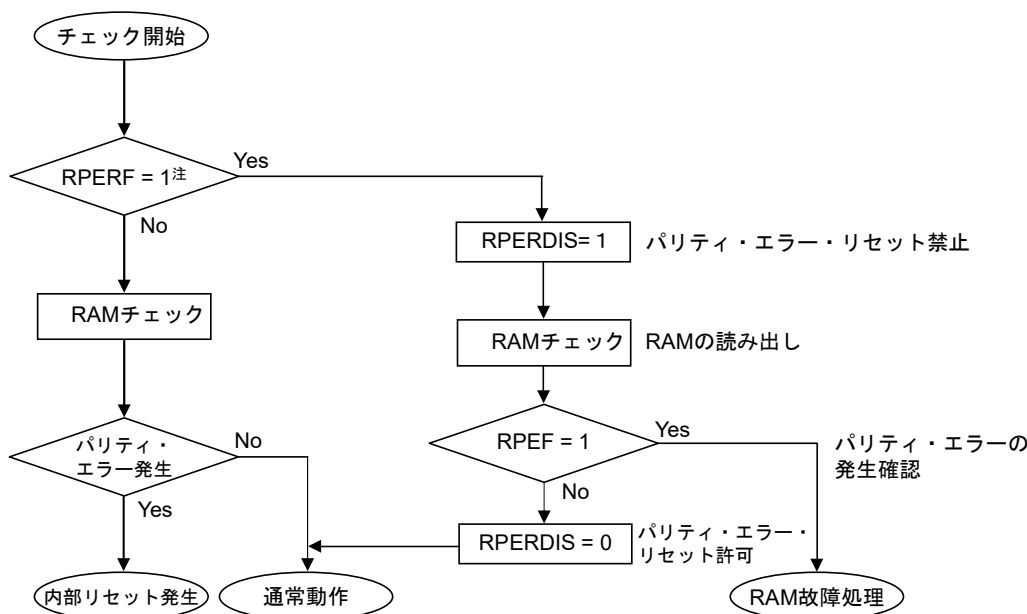 チェック開始
RPERF = 1注
Yes
No
RPERDIS= 1
パリティ・エラー・リセット禁止
RAMチェック
RAMチェック
RAMの読み出し
パリティ・
エラー発生
No
Yes
RPEF = 1
Yes
No
パリティ・エラーの
発生確認
RPERDIS = 0
パリティ・エラー・
リセット許可
内部リセット発生
通常動作
RAM故障処理